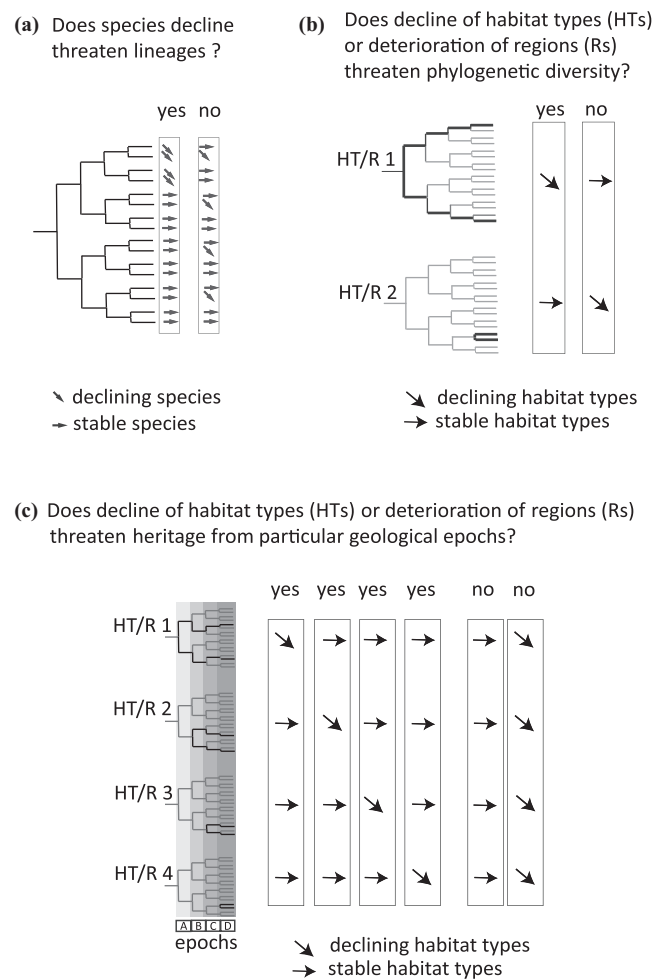 (a) Does species decline
threaten lineages ?
yes no
declining species
stable species
(b) Does decline of habitat types (HTs)
or deterioration of regions (Rs)
threaten phylogenetic diversity?
yes no
HT/R 1
HT/R 2
declining habitat types
stable habitat types
(c) Does decline of habitat types (HTs) or deterioration of regions (Rs)
threaten heritage from particular geological epochs?
yes yes yes yes no no
HT/R 1
HT/R 2
HT/R 3
HT/R 4
A B C D
epochs
declining habitat types
stable habitat types